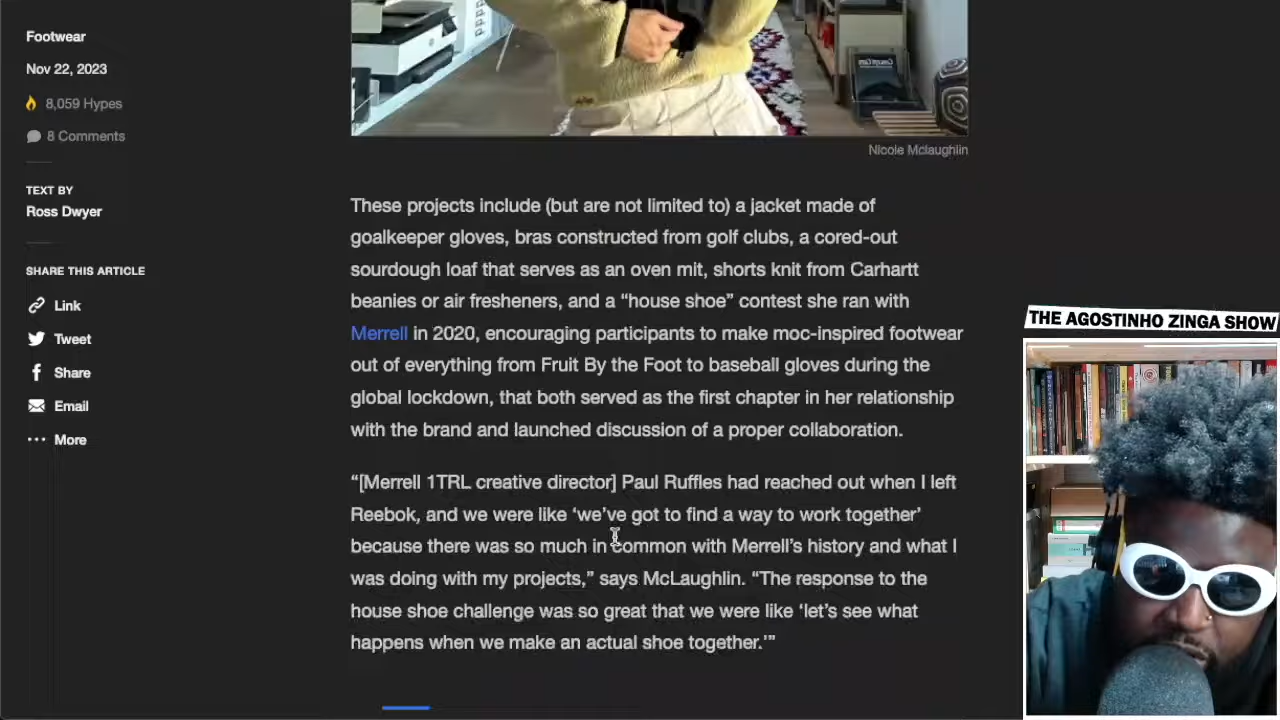 Footwear
Nov 22, 2023
8,059 Hypes
8 Comments
TEXT BY
Ross Dwyer
SHARE THIS ARTICLE
Link
Tweet
Share
Email
More
Nicole Mclaughlin
These projects include (but are not limited to) a jacket made of
goalkeeper gloves, bras constructed from golf clubs, a cored-out
sourdough loaf that serves as an oven mit, shorts knit from Carhartt
beanies or air fresheners, and a “house shoe” contest she ran with
Merrell in 2020, encouraging participants to make moc-inspired footwear
out of everything from Fruit By the Foot to baseball gloves during the
global lockdown, that both served as the first chapter in her relationship
with the brand and launched discussion of a proper collaboration.
“[Merrell 1TRL creative director] Paul Ruffles had reached out when I left
Reebok, and we were like ‘we’ve got to find a way to work together’
because there was so much in common with Merrell’s history and what I
was doing with my projects,” says McLaughlin. “The response to the
house shoe challenge was so great that we were like ‘let’s see what
happens when we make an actual shoe together.’”
THE AGOSTINHO ZINGA SHOW